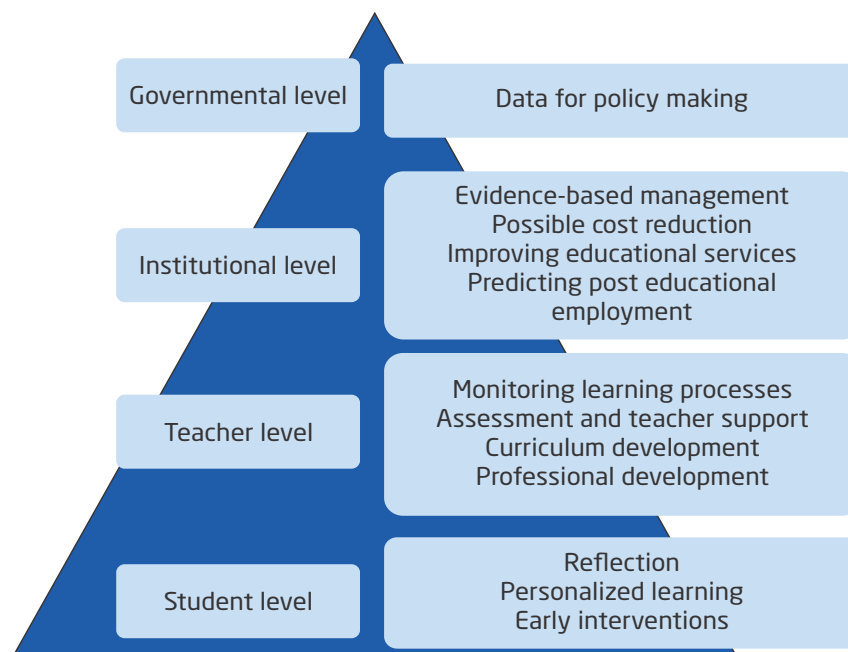 Governmental level
Data for policy making
Institutional level
Evidence-based management
Possible cost reduction
Improving educational services
Predicting post educational
employment
Teacher level
Monitoring learning processes
Assessment and teacher support
Curriculum development
Professional development
Student level
Reflection
Personalized learning
Early interventions